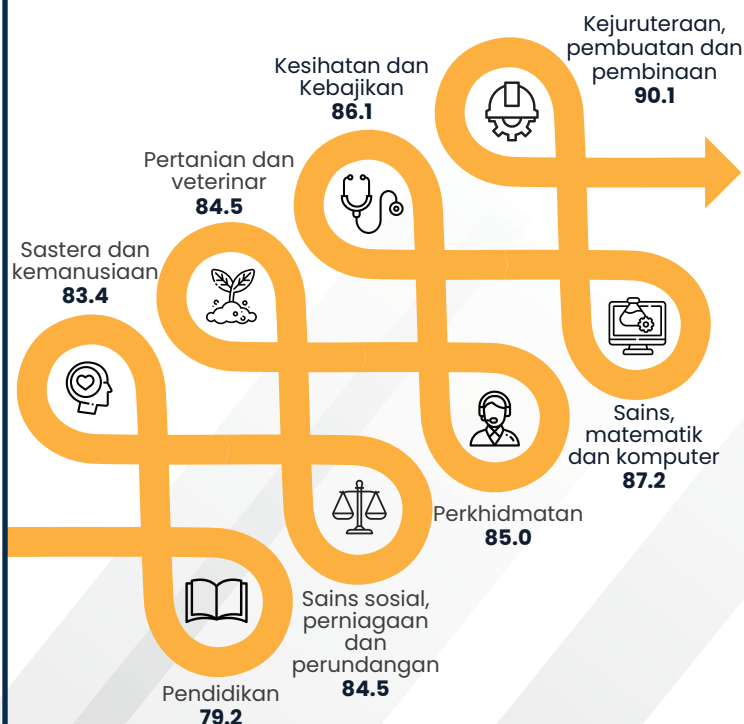 Kejuruteraan,
pembuatan dan
pembinaan
90.1
Kesihatan dan
Kebajikan
86.1
Pertanian dan
veterinar
84.5
Sastera dan
kemanusiaan
83.4
Sains,
matematik
dan komputer
87.2
Perkhidmatan
85.0
Sains sosial,
perniagaan
dan
perundangan
84.5
Pendidikan
79.2